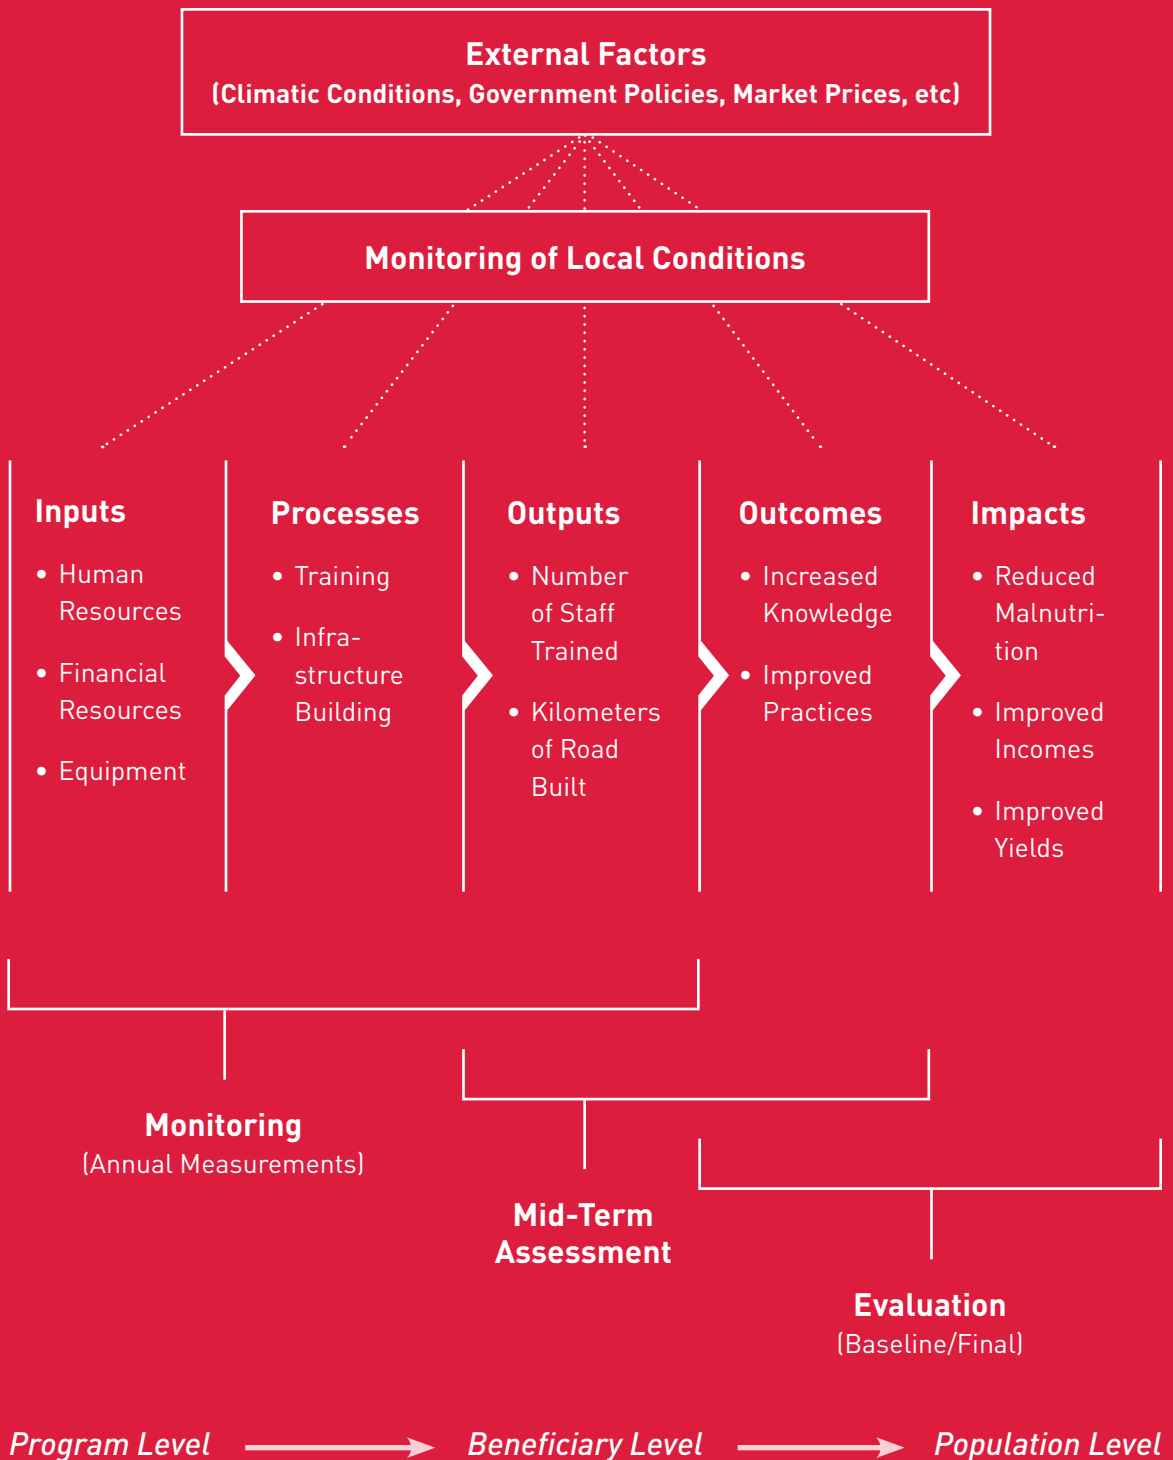 External Factors
(Climatic Conditions, Government Policies, Market Prices, etc)
Monitoring of Local Conditions
Inputs
• Human
Resources
• Financial
Resources
• Equipment
Processes
• Training
• Infra-
structure
Building
Outputs
• Number
of Staff
Trained
• Kilometers
of Road
Built
Outcomes
• Increased
Knowledge
• Improved
Practices
Impacts
• Reduced
Malnutri-
tion
• Improved
Incomes
• Improved
Yields
Monitoring
(Annual Measurements)
Mid-Term
Assessment
Evaluation
(Baseline/Final)
Program Level
Beneficiary Level
Population Level